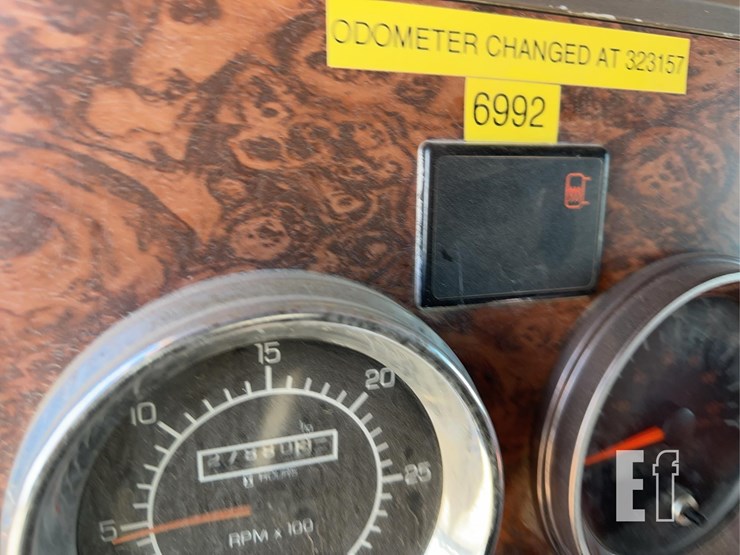 ODOMETER CHANGED AT 323157
6992
15
10
20
25
5
HOURS
RPM x 100
Ef